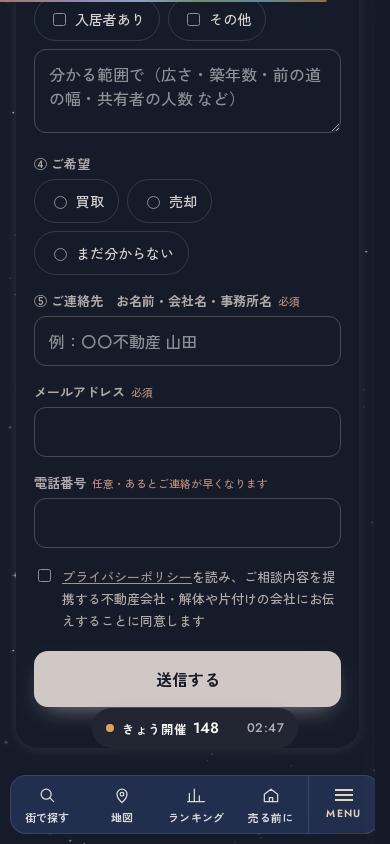 入居者あり
その他
分かる範囲で（広さ・築年数・前の道
の幅・共有者の人数 など）
④ ご希望
買取
売却
まだ分からない
⑤ ご連絡先　お名前・会社名・事務所名 必須
例：〇〇不動産 山田
メールアドレス 必須
電話番号 任意・あるとご連絡が早くなります
プライバシーポリシーを読み、ご相談内容を提
携する不動産会社・解体や片付けの会社にお伝
えすることに同意します
送信する
きょう開催 148 02:47
街で探す
地図
ランキング
売る前に
MENU